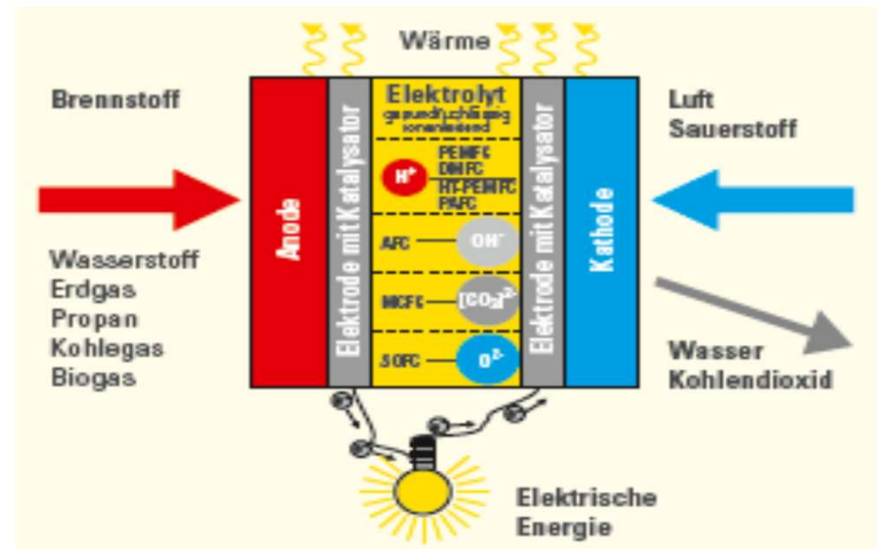 Wärme
Brennstoff
Wasserstoff
Erdgas
Propan
Kohlegas
Biogas
Anode
Elektrode mit Katalysator
Elektrolyt
ionenleitend
H⁺
PEMFC
DMFC
HT-PEMFC
PAFC
AFC
OH⁻
MCFC
[CO₃]²⁻
SOFC
O²⁻
Elektrode mit Katalysator
Kathode
Luft
Sauerstoff
Wasser
Kohlendioxid
Elektrische
Energie